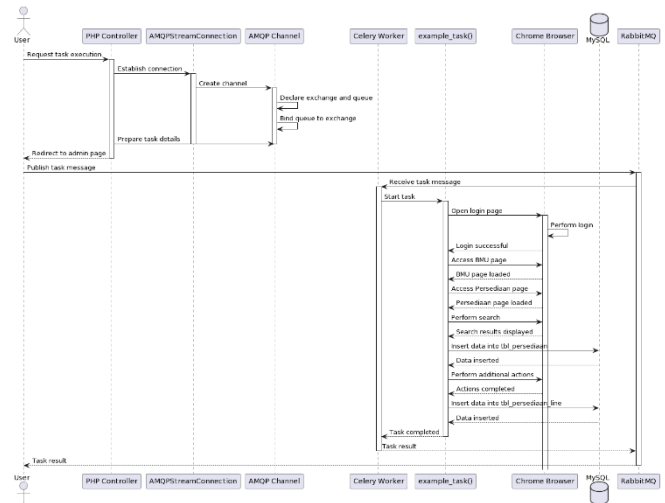 User
PHP Controller
AMQPStreamConnection
AMQP Channel
Celery Worker
example_task()
Chrome Browser
MySQL
RabbitMQ
Request task execution
Establish connection
Create channel
Declare exchange and queue
Bind queue to exchange
Prepare task details
Redirect to admin page
Publish task message
Receive task message
Start task
Open login page
Perform login
Login successful
Access BMU page
BMU page loaded
Access Persediaan page
Persediaan page loaded
Perform search
Search results displayed
Insert data into tbl_persediaan
Data inserted
Perform additional actions
Actions completed
Insert data into tbl_persediaan_line
Data inserted
Task completed
Task result
Task result
User
PHP Controller
AMQPStreamConnection
AMQP Channel
Celery Worker
example_task()
Chrome Browser
MySQL
RabbitMQ